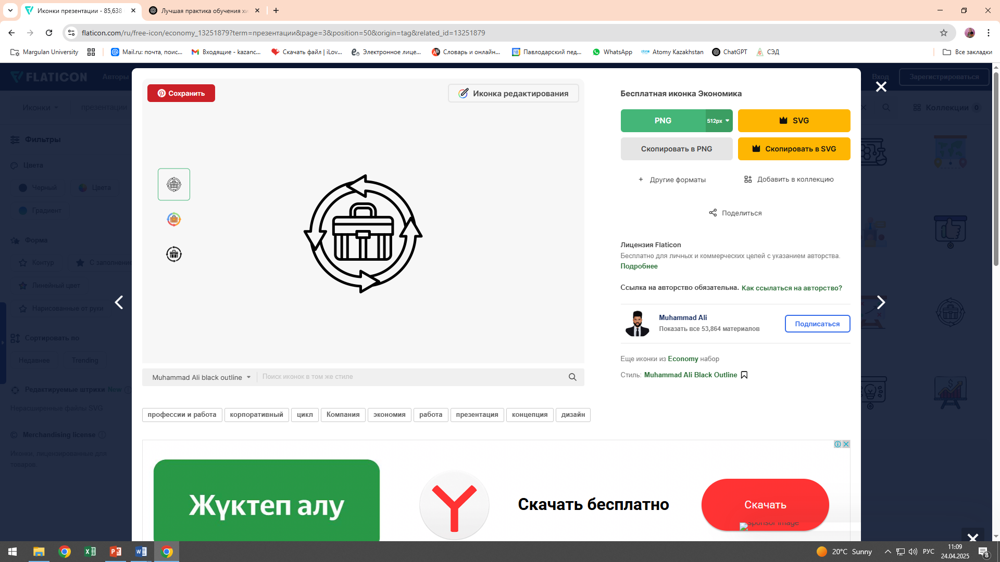 Иконки презентации - 85,638
Лучшая практика обучения хи
flaticon.com/ru/free-icon/economy_13251879?term=презентации&page=3&position=50&origin=tag&related_id=13251879
Margulan University
Mail.ru: почта, поис...
Входящие - kazanc...
Скачать файл | iLov...
Электронное лице...
Словарь и онлайн...
Павлодарский пед...
WhatsApp
Atomy Kazakhstan
ChatGPT
СЭД
Все закладки
FLATICON
Авторы
Вход
Зарегистрироваться
Иконки
презентации
Коллекции 0
Фильтры
Цвета
Черный
Цвета
Градиент
Форма
Контур
С заполнение
Линейный цвет
Нарисованные от руки
Сортировать по
Недавнее
Trending
Редактируемые штрихи New
Нерасширенные файлы SVG
Merchandising license
Иконки, лицензированные для
товаров.
Сохранить
Иконка редактирования
Muhammad Ali black outline
Поиск иконок в том же стиле
профессии и работа
корпоративный
цикл
Компания
экономия
работа
презентация
концепция
дизайн
Бесплатная иконка Экономика
PNG
512px
SVG
Скопировать в PNG
Скопировать в SVG
+ Другие форматы
Добавить в коллекцию
Поделиться
Лицензия Flaticon
Бесплатно для личных и коммерческих целей с указанием авторства.
Подробнее
Ссылка на авторство обязательна. Как ссылаться на авторство?
Muhammad Ali
Показать все 53,864 материалов
Подписаться
Еще иконки из Economy набор
Стиль: Muhammad Ali Black Outline
Жүктеп алу
Скачать бесплатно
Скачать
sponsor image
20°C Sunny
РУС
11:09
24.04.2025
8